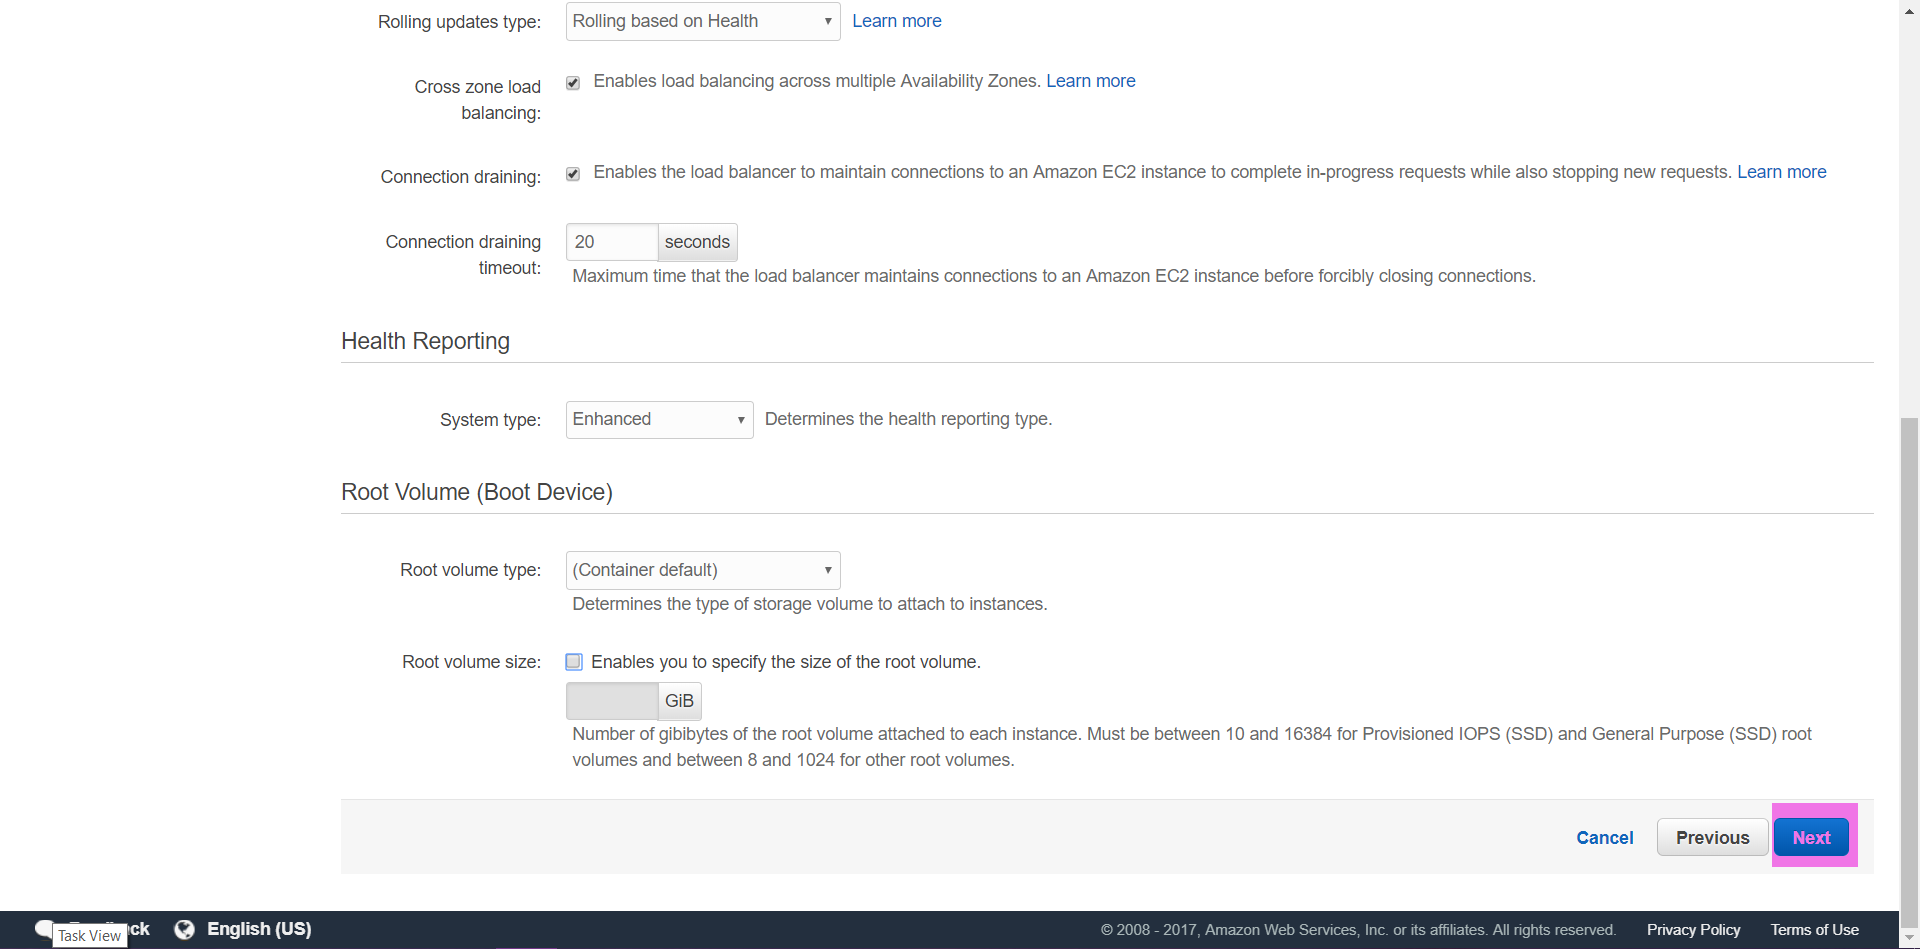 Rolling updates type: Rolling based on Health Learn more
Cross zone load
balancing:
Enables load balancing across multiple Availability Zones. Learn more
Connection draining: Enables the load balancer to maintain connections to an Amazon EC2 instance to complete in-progress requests while also stopping new requests. Learn more
Connection draining
timeout:
20 seconds
Maximum time that the load balancer maintains connections to an Amazon EC2 instance before forcibly closing connections.
Health Reporting
System type: Enhanced Determines the health reporting type.
Root Volume (Boot Device)
Root volume type: (Container default)
Determines the type of storage volume to attach to instances.
Root volume size: Enables you to specify the size of the root volume.
GiB
Number of gibibytes of the root volume attached to each instance. Must be between 10 and 16384 for Provisioned IOPS (SSD) and General Purpose (SSD) root
volumes and between 8 and 1024 for other root volumes.
Cancel Previous Next
English (US) © 2008 - 2017, Amazon Web Services, Inc. or its affiliates. All rights reserved. Privacy Policy Terms of Use
Task View